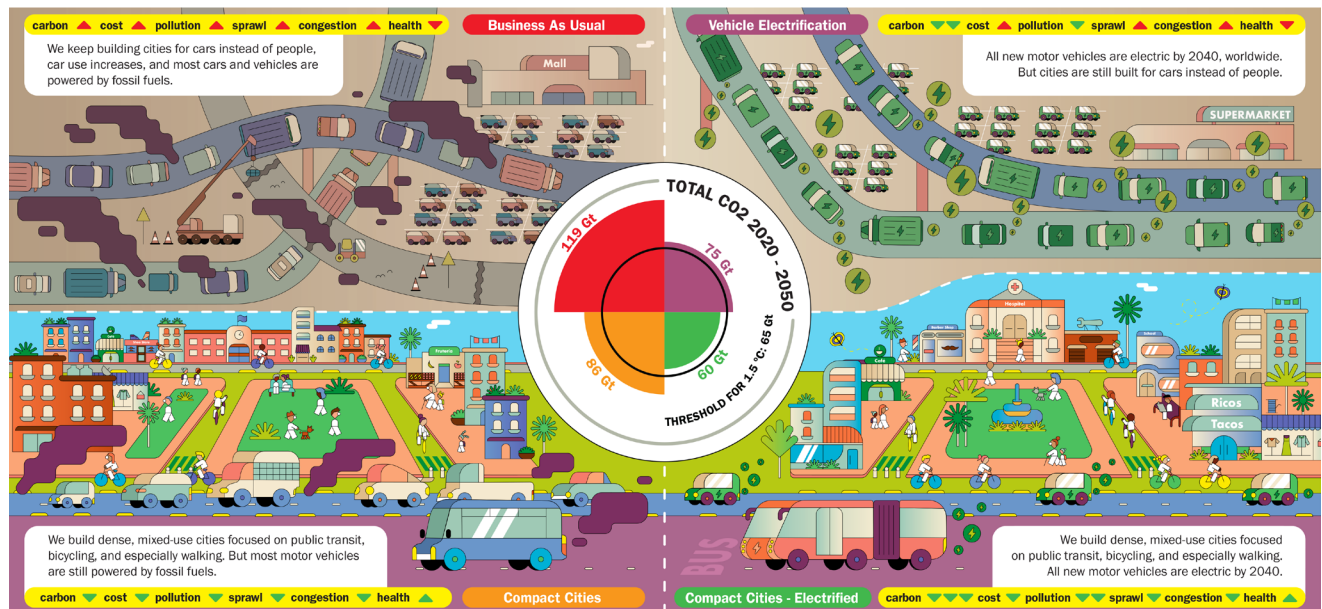 carbon cost pollution sprawl congestion health
Business As Usual
We keep building cities for cars instead of people,
car use increases, and most cars and vehicles are
powered by fossil fuels.
Mall
Vehicle Electrification
carbon cost pollution sprawl congestion health
All new motor vehicles are electric by 2040, worldwide.
But cities are still built for cars instead of people.
SUPERMARKET
TOTAL CO2 2020 - 2050
119 Gt
75 Gt
86 Gt
60 Gt
THRESHOLD FOR 1.5 °C: 65 Gt
Hospital
Barber Shop
School
Café
Ricos
Tacos
BUS
We build dense, mixed-use cities focused on public transit,
bicycling, and especially walking. But most motor vehicles
are still powered by fossil fuels.
carbon cost pollution sprawl congestion health
Compact Cities
We build dense, mixed-use cities focused
on public transit, bicycling, and especially walking.
All new motor vehicles are electric by 2040.
Compact Cities - Electrified
carbon cost pollution sprawl congestion health